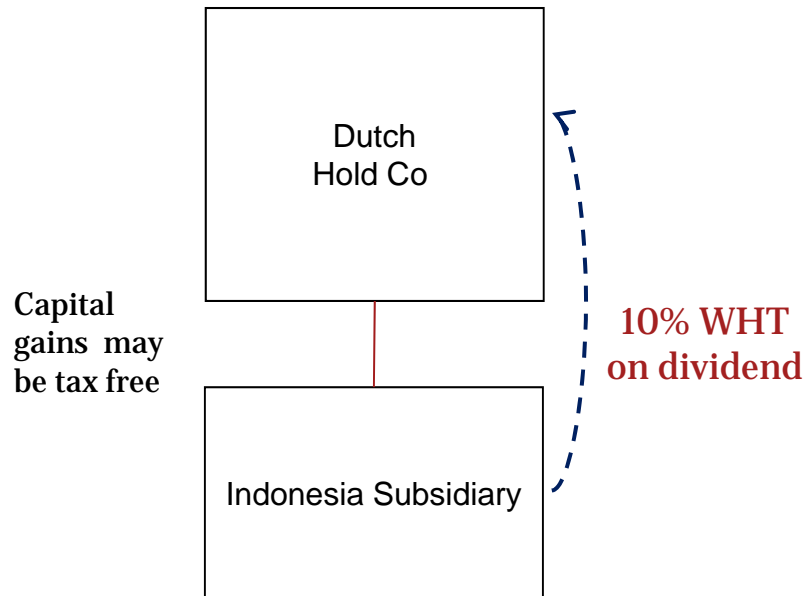 Dutch
Hold Co
Capital
gains may
be tax free
10% WHT
on dividend
Indonesia Subsidiary